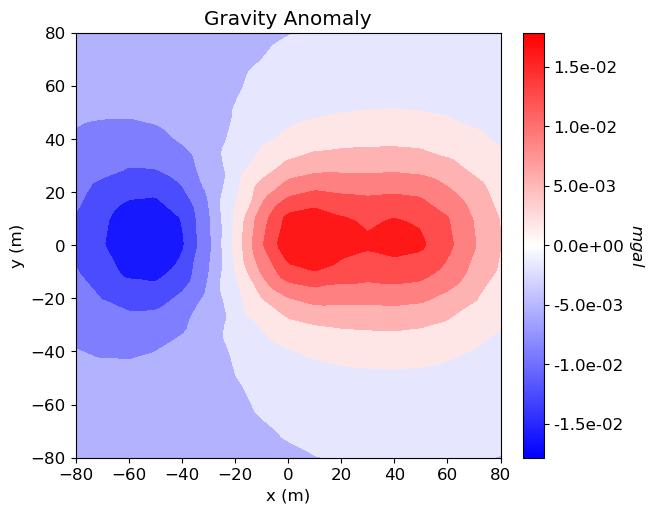 Gravity Anomaly
80
60
40
20
0
−20
−40
−60
−80
y (m)
−80 −60 −40 −20 0 20 40 60 80
x (m)
1.5e-02
1.0e-02
5.0e-03
0.0e+00
-5.0e-03
-1.0e-02
-1.5e-02
mgal